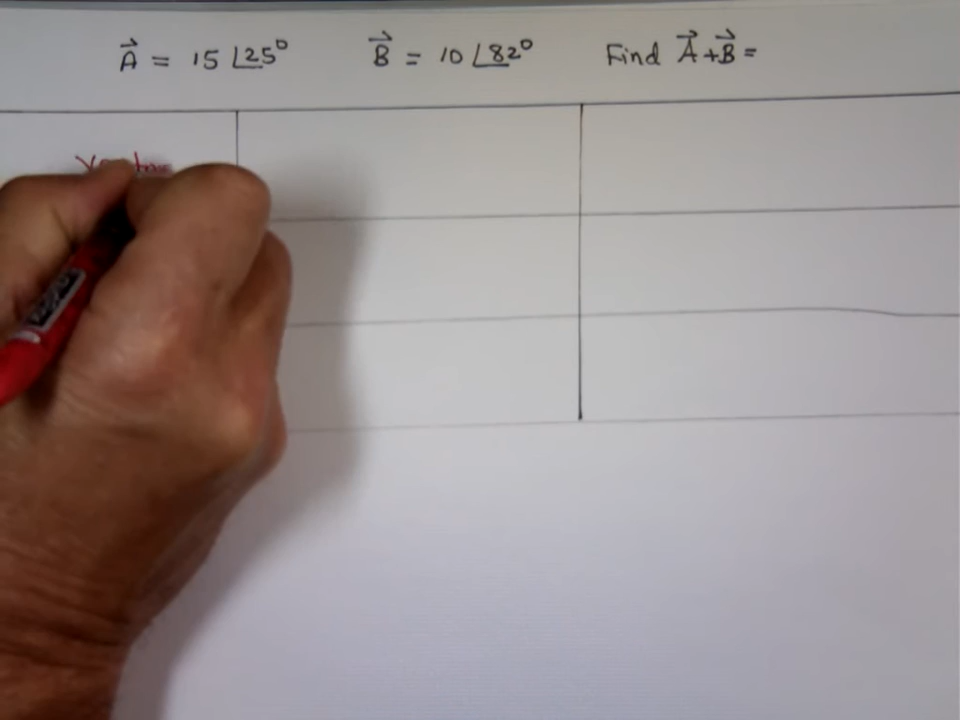 A⃗ = 15 ∠25° B⃗ = 10 ∠82° Find A⃗+B⃗=